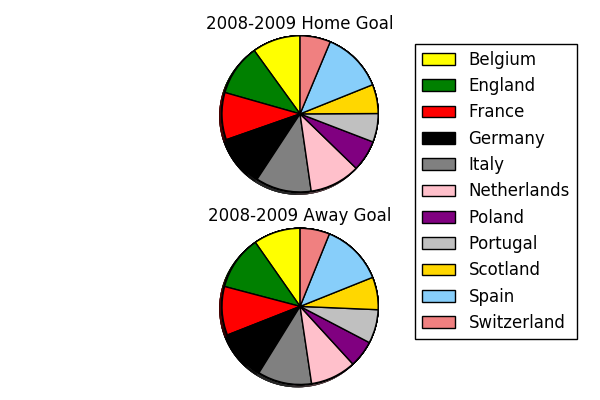 2008-2009 Home Goal
2008-2009 Away Goal
Belgium
England
France
Germany
Italy
Netherlands
Poland
Portugal
Scotland
Spain
Switzerland